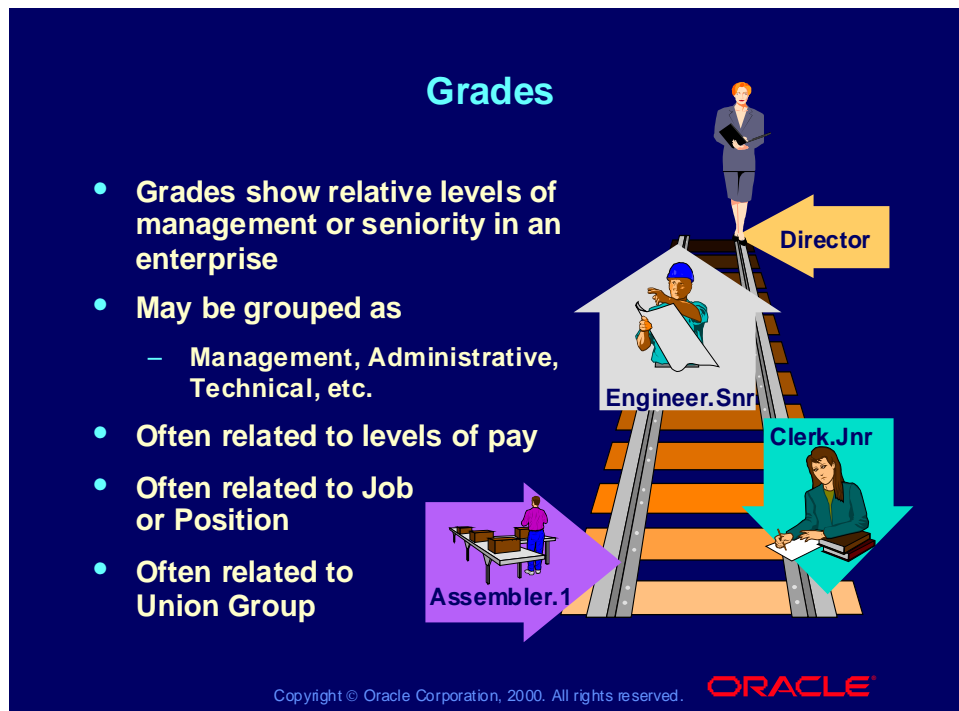 Grades
• Grades show relative levels of
management or seniority in an
enterprise
• May be grouped as
– Management, Administrative,
Technical, etc.
• Often related to levels of pay
• Often related to Job
or Position
• Often related to
Union Group
Director
Engineer.Snr
Clerk.Jnr
Assembler.1
Copyright © Oracle Corporation, 2000. All rights reserved.
ORACLE®